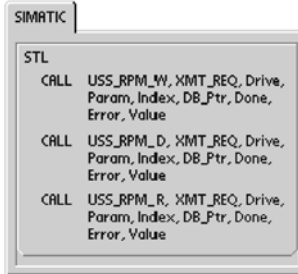 SIMATIC
STL
CALL USS_RPM_W, XMT_REQ, Drive,
Param, Index, DB_Ptr, Done,
Error, Value
CALL USS_RPM_D, XMT_REQ, Drive,
Param, Index, DB_Ptr, Done,
Error, Value
CALL USS_RPM_R, XMT_REQ, Drive,
Param, Index, DB_Ptr, Done,
Error, Value